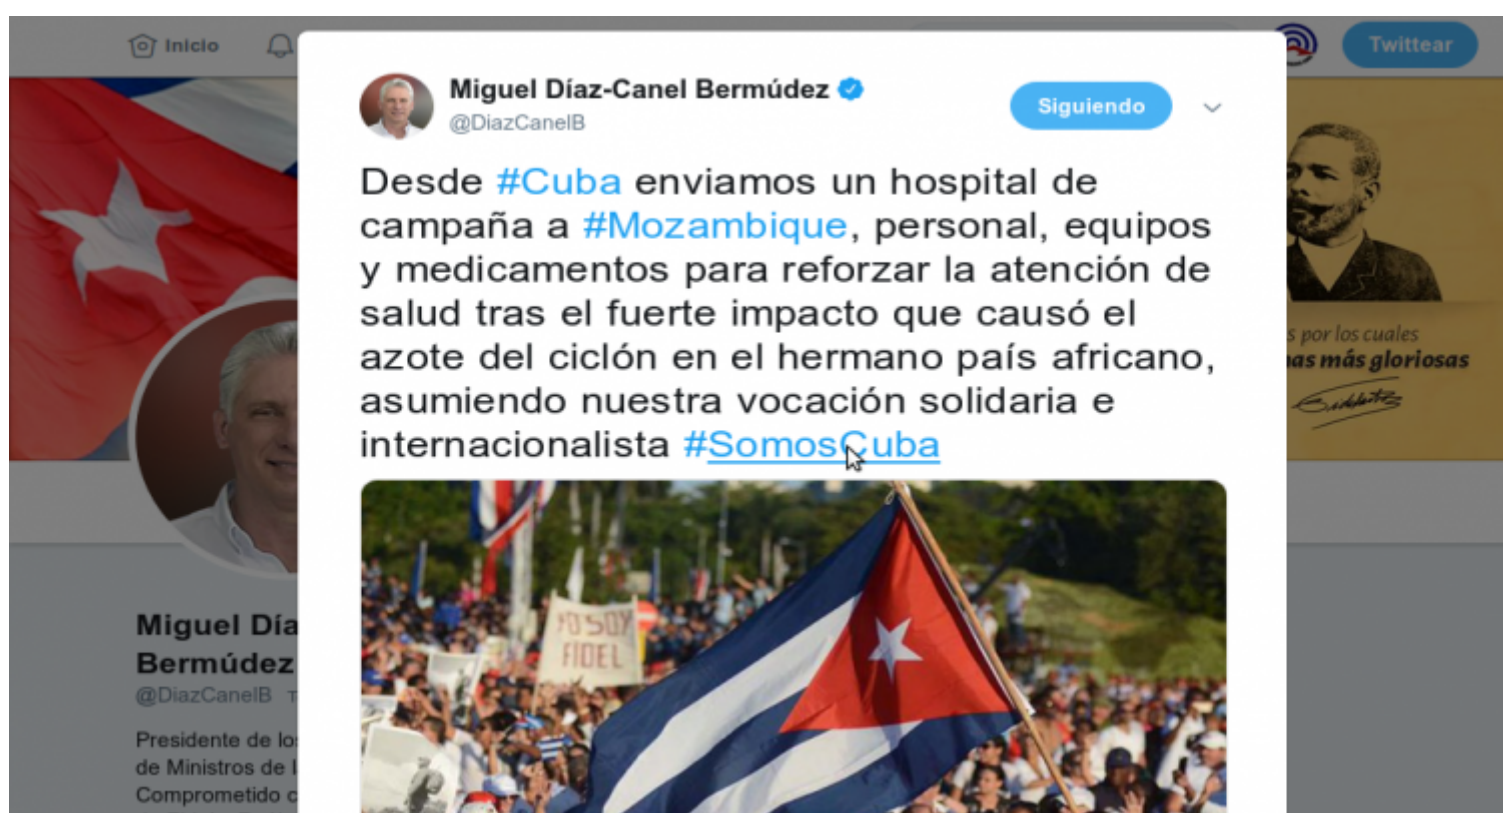 Inicio
Twittear
Miguel Díaz-Canel Bermúdez
@DiazCanelB
Siguiendo
Desde #Cuba enviamos un hospital de
campaña a #Mozambique, personal, equipos
y medicamentos para reforzar la atención de
salud tras el fuerte impacto que causó el
azote del ciclón en el hermano país africano,
asumiendo nuestra vocación solidaria e
internacionalista #SomosCuba
YO SOY
FIDEL
s por los cuales
nas más gloriosas
Miguel Día
Bermúdez
@DiazCanelB
Presidente de los
de Ministros de l
Comprometido c